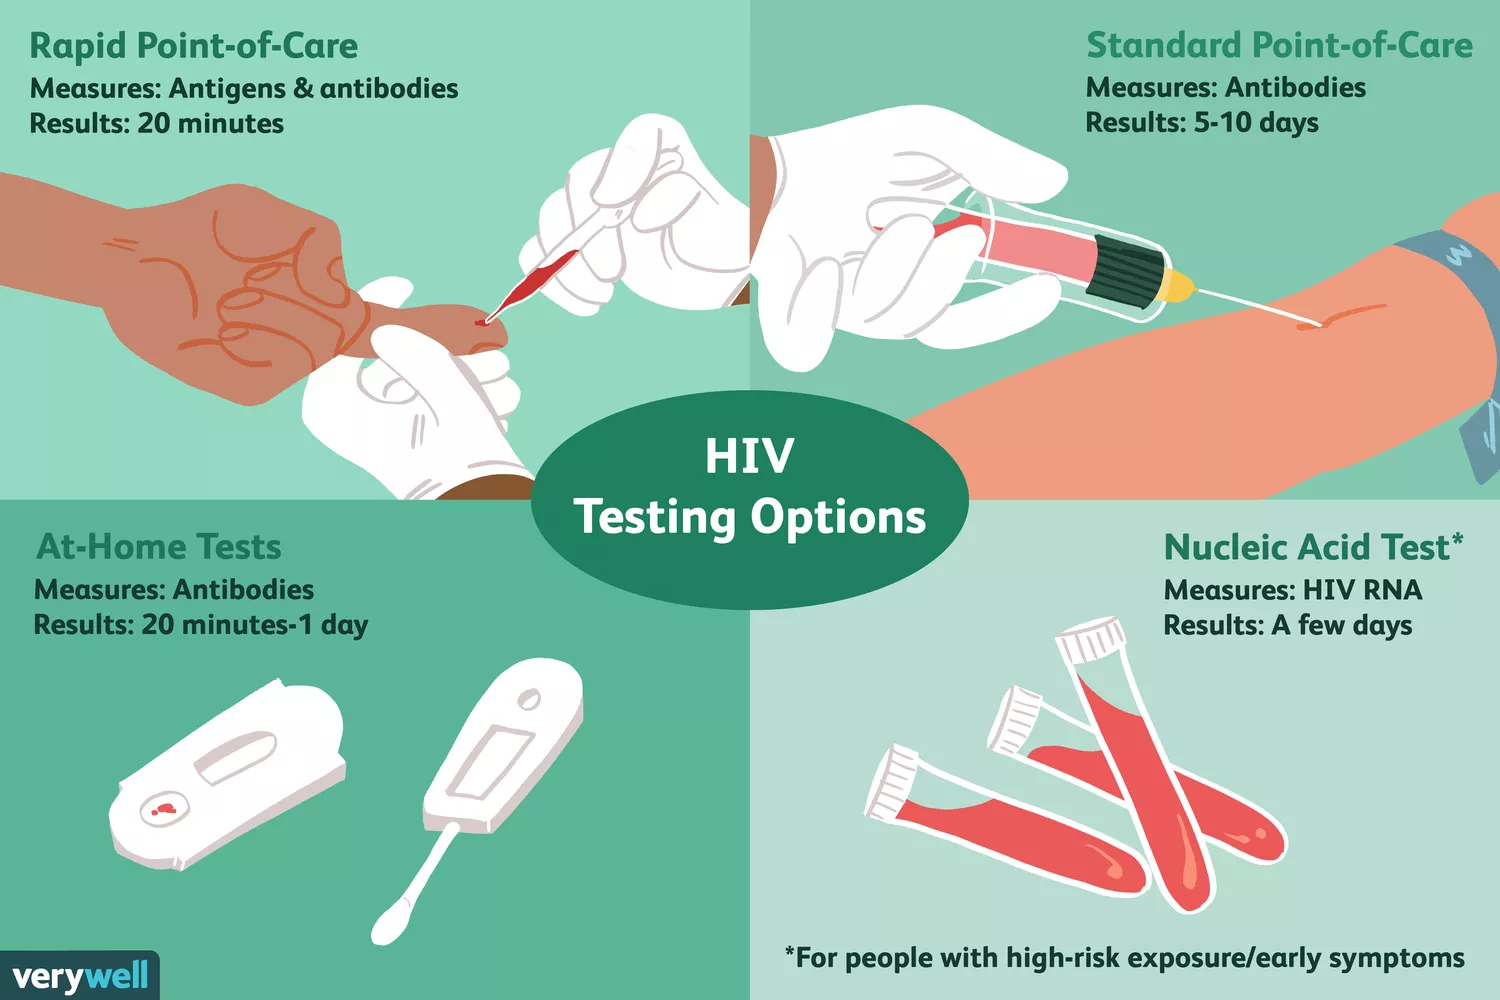 Rapid Point-of-Care
Measures: Antigens & antibodies
Results: 20 minutes
Standard Point-of-Care
Measures: Antibodies
Results: 5-10 days
HIV
Testing Options
At-Home Tests
Measures: Antibodies
Results: 20 minutes-1 day
Nucleic Acid Test*
Measures: HIV RNA
Results: A few days
*For people with high-risk exposure/early symptoms
verywell